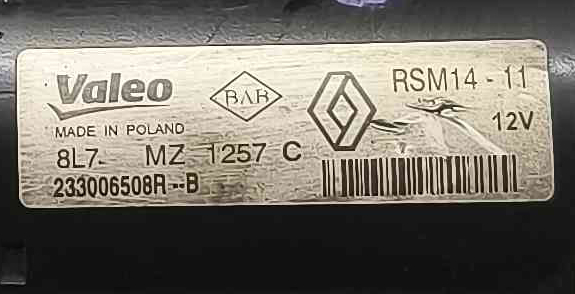 Valeo
BAB
RSM14 - 11
MADE IN POLAND
12V
8L7- MZ 1257 C
233006508R--B